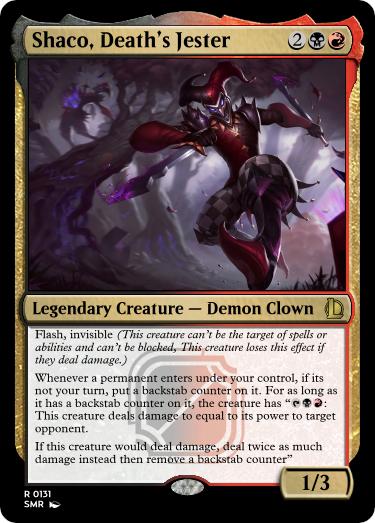 Shaco, Death's Jester 2
Legendary Creature — Demon Clown
Flash, invisible (This creature can't be the target of spells or
abilities and can't be blocked, This creature loses this effect if
they deal damage.)
Whenever a permanent enters under your control, if its
not your turn, put a backstab counter on it. For as long as
it has a backstab counter on it, the creature has “:
This creature deals damage to equal to its power to target
opponent.
If this creature would deal damage, deal twice as much
damage instead then remove a backstab counter”
1/3
R 0131
SMR